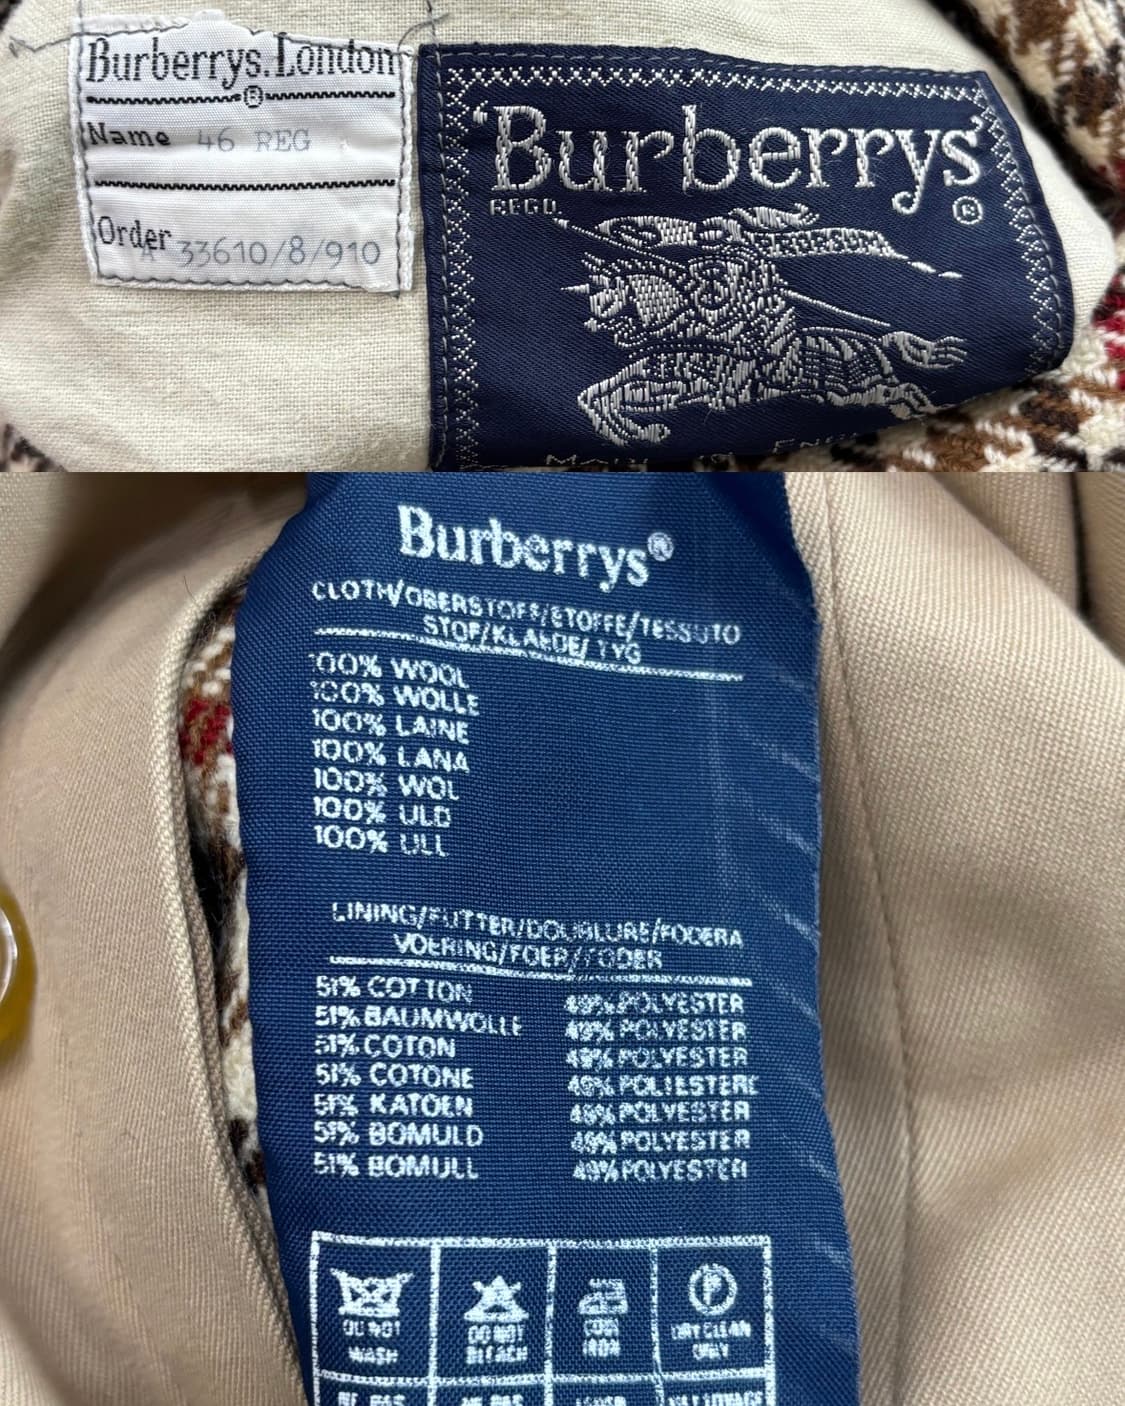 Burberrys. London
®
Name 46 REG
Order A 33610/8/910
Burberrys
REGD ®
PRORSUM
Burberrys®
CLOTH/OBERSTOFF/ETOFFE/TESSUTO
STOF/KLAEDE/TYG
100% WOOL
100% WOLLE
100% LAINE
100% LANA
100% WOL
100% ULD
100% ULL
LINING/FUTTER/DOUBLURE/FODERA
VOERING/FOER/FODER
51% COTTON 49% POLYESTER
51% BAUMWOLLE 49% POLYESTER
51% COTON 49% POLYESTER
51% COTONE 49% POLIESTERE
51% KATOEN 49% POLYESTER
51% BOMULD 49% POLYESTER
51% BOMULL 49% POLYESTER
P
DO NOT WASH
DO NOT BLEACH
COOL IRON
DRY CLEAN ONLY